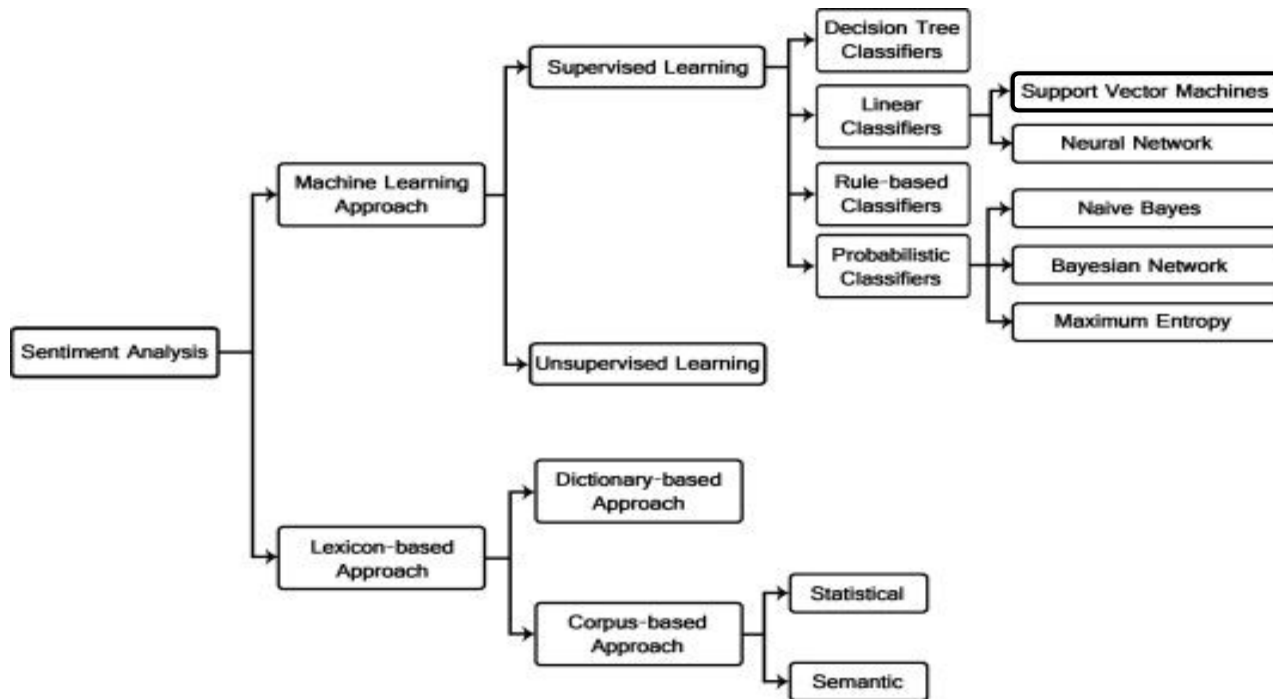 Decision Tree
Classifiers
Supervised Learning
Linear
Classifiers
Support Vector Machines
Neural Network
Machine Learning
Approach
Rule-based
Classifiers
Naive Bayes
Probabilistic
Classifiers
Bayesian Network
Maximum Entropy
Sentiment Analysis
Unsupervised Learning
Dictionary-based
Approach
Lexicon-based
Approach
Statistical
Corpus-based
Approach
Semantic